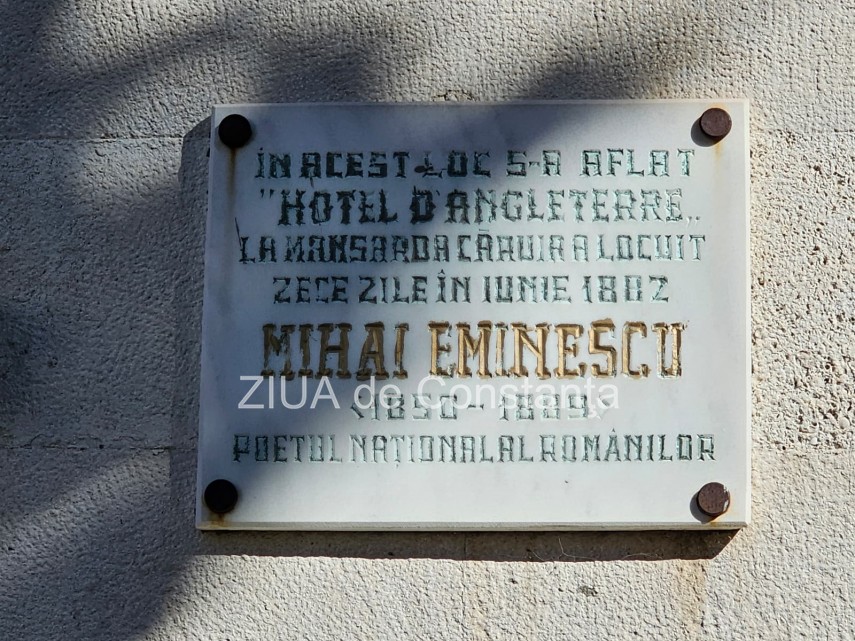 ÎN ACEST LOC S-A AFLAT
"HOTEL D'ANGLETERRE"
LA MANSARDA CĂRUIA A LOCUIT
ZECE ZILE ÎN IUNIE 1882
MIHAI EMINESCU
ZIUA de Constanta
(1850-1889)
POETUL NAȚIONAL AL ROMÂNILOR